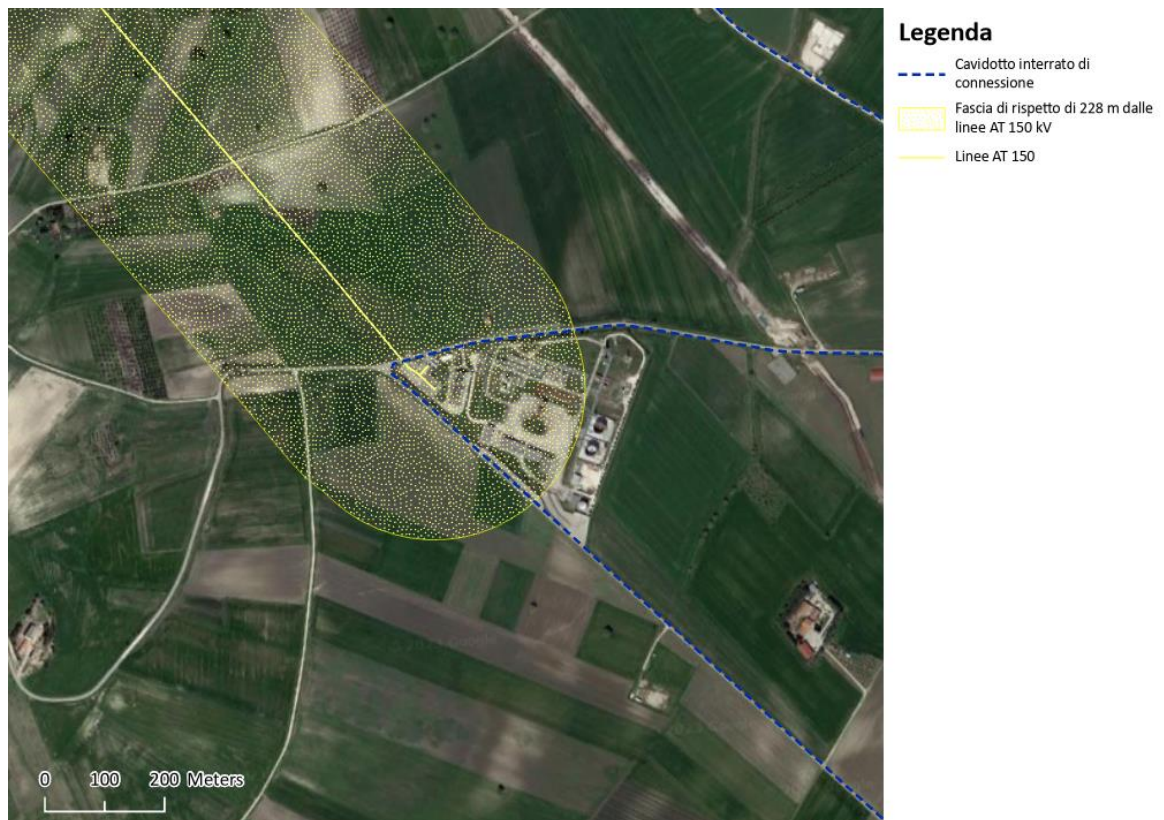 Legenda
Cavidotto interrato di
connessione
Fascia di rispetto di 228 m dalle
linee AT 150 kV
Linee AT 150
0 100 200 Meters